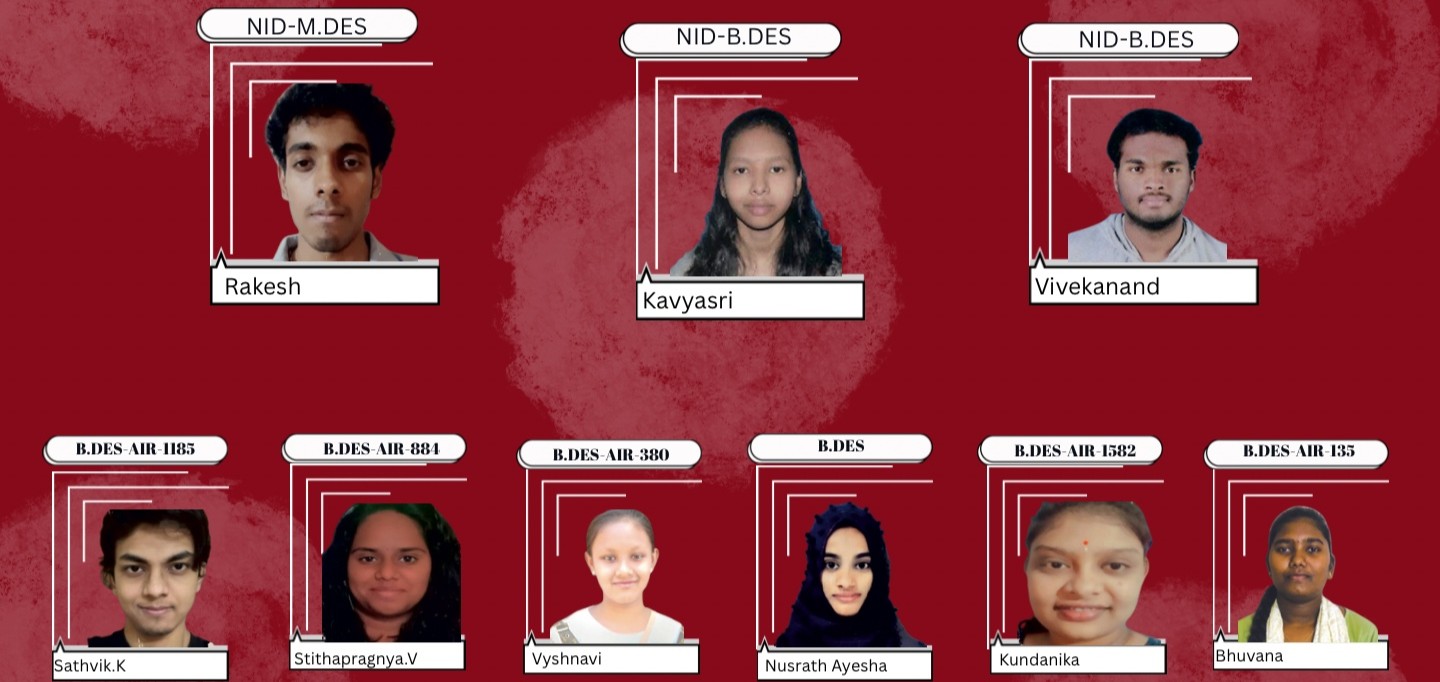 NID-M.DES
NID-B.DES
NID-B.DES
Rakesh
Kavyasri
Vivekanand
B.DES-AIR-1185
B.DES-AIR-884
B.DES-AIR-380
B.DES
B.DES-AIR-1582
B.DES-AIR-135
Sathvik.K
Stithapragnya.V
Vyshnavi
Nusrath Ayesha
Kundanika
Bhuvana